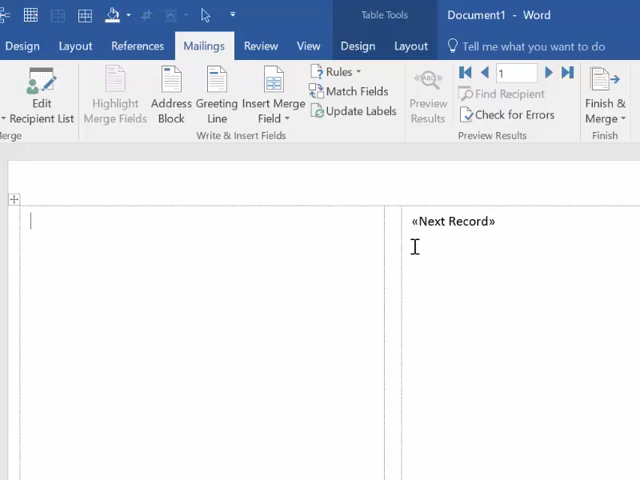 Table Tools
Document1 - Word
Design Layout References Mailings Review View Design Layout Tell me what you want to do
Edit Recipient List
Highlight Merge Fields
Address Block
Greeting Line
Insert Merge Field
Rules
Match Fields
Update Labels
Preview Results
1
Find Recipient
Check for Errors
Finish & Merge
Write & Insert Fields
Preview Results
Finish
«Next Record»